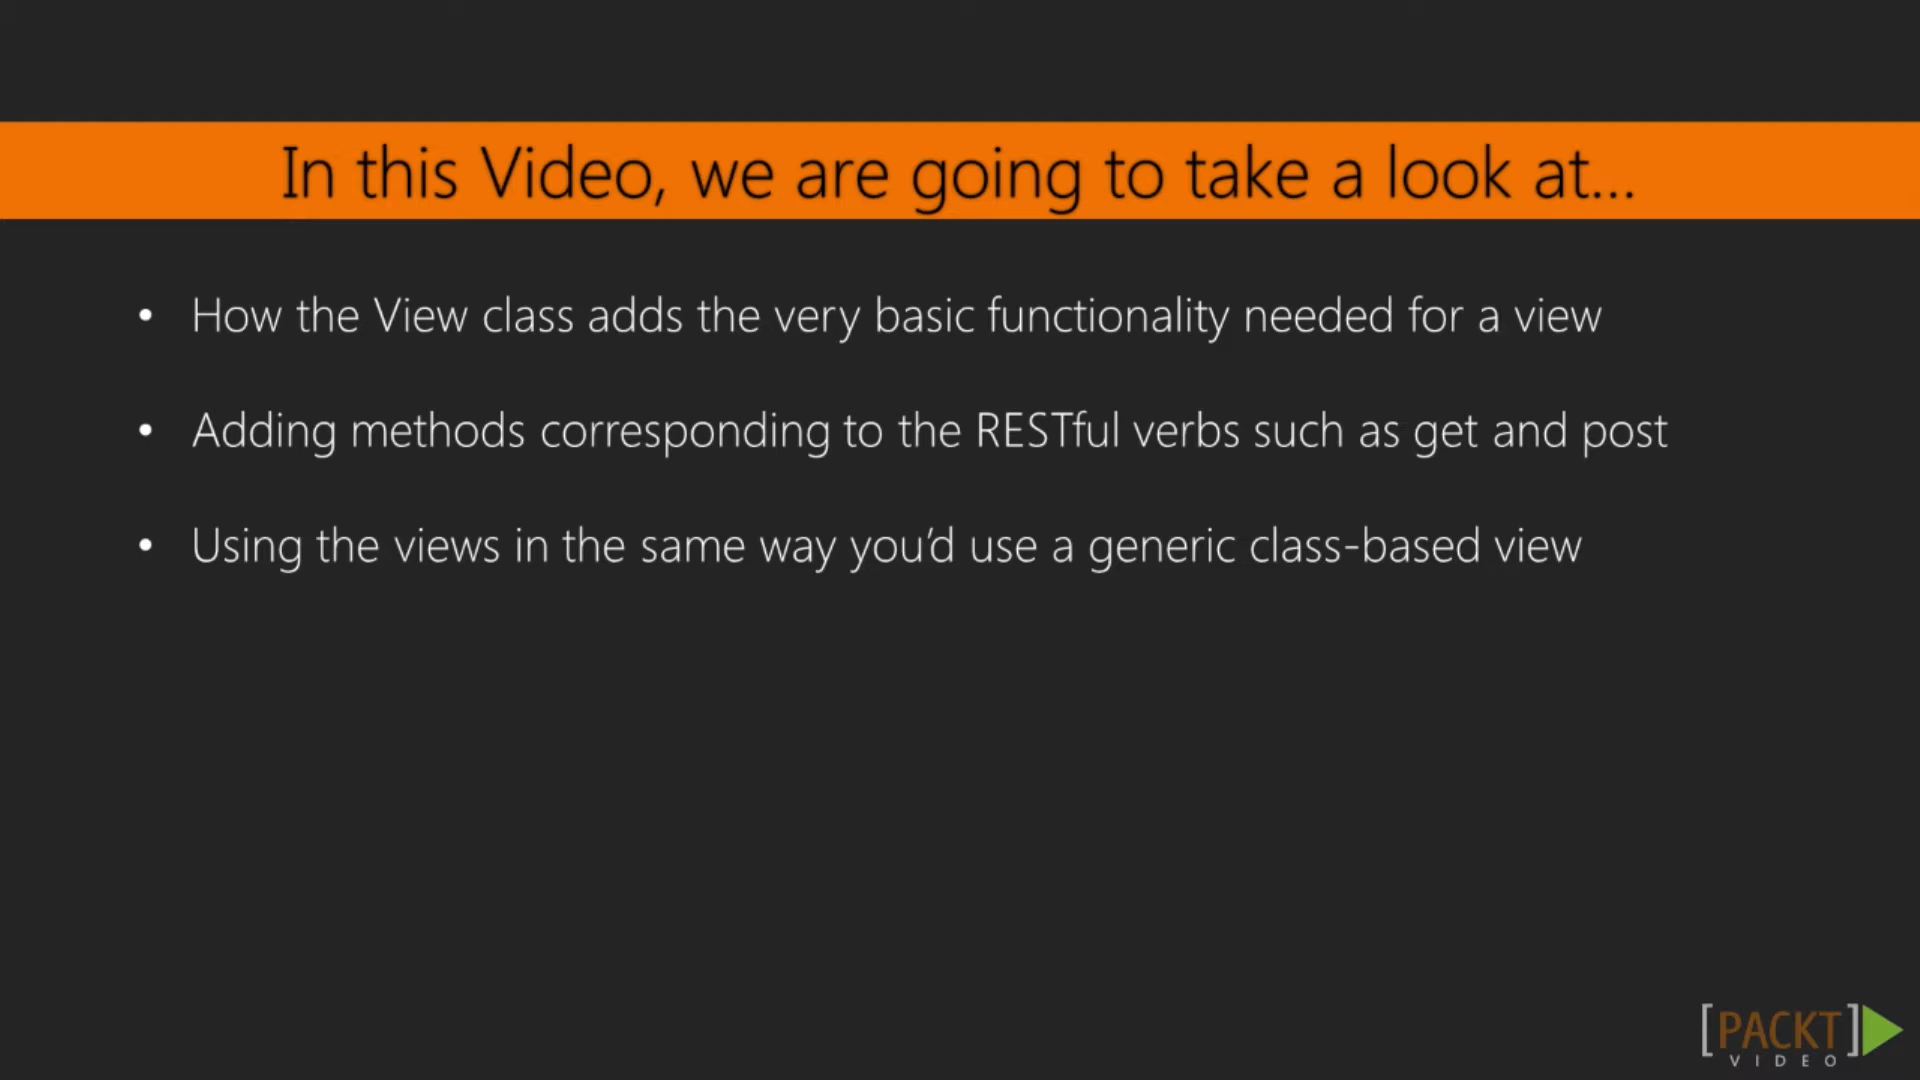 In this Video, we are going to take a look at...
• How the View class adds the very basic functionality needed for a view
• Adding methods corresponding to the RESTful verbs such as get and post
• Using the views in the same way you'd use a generic class-based view
[PACKT]
VIDEO